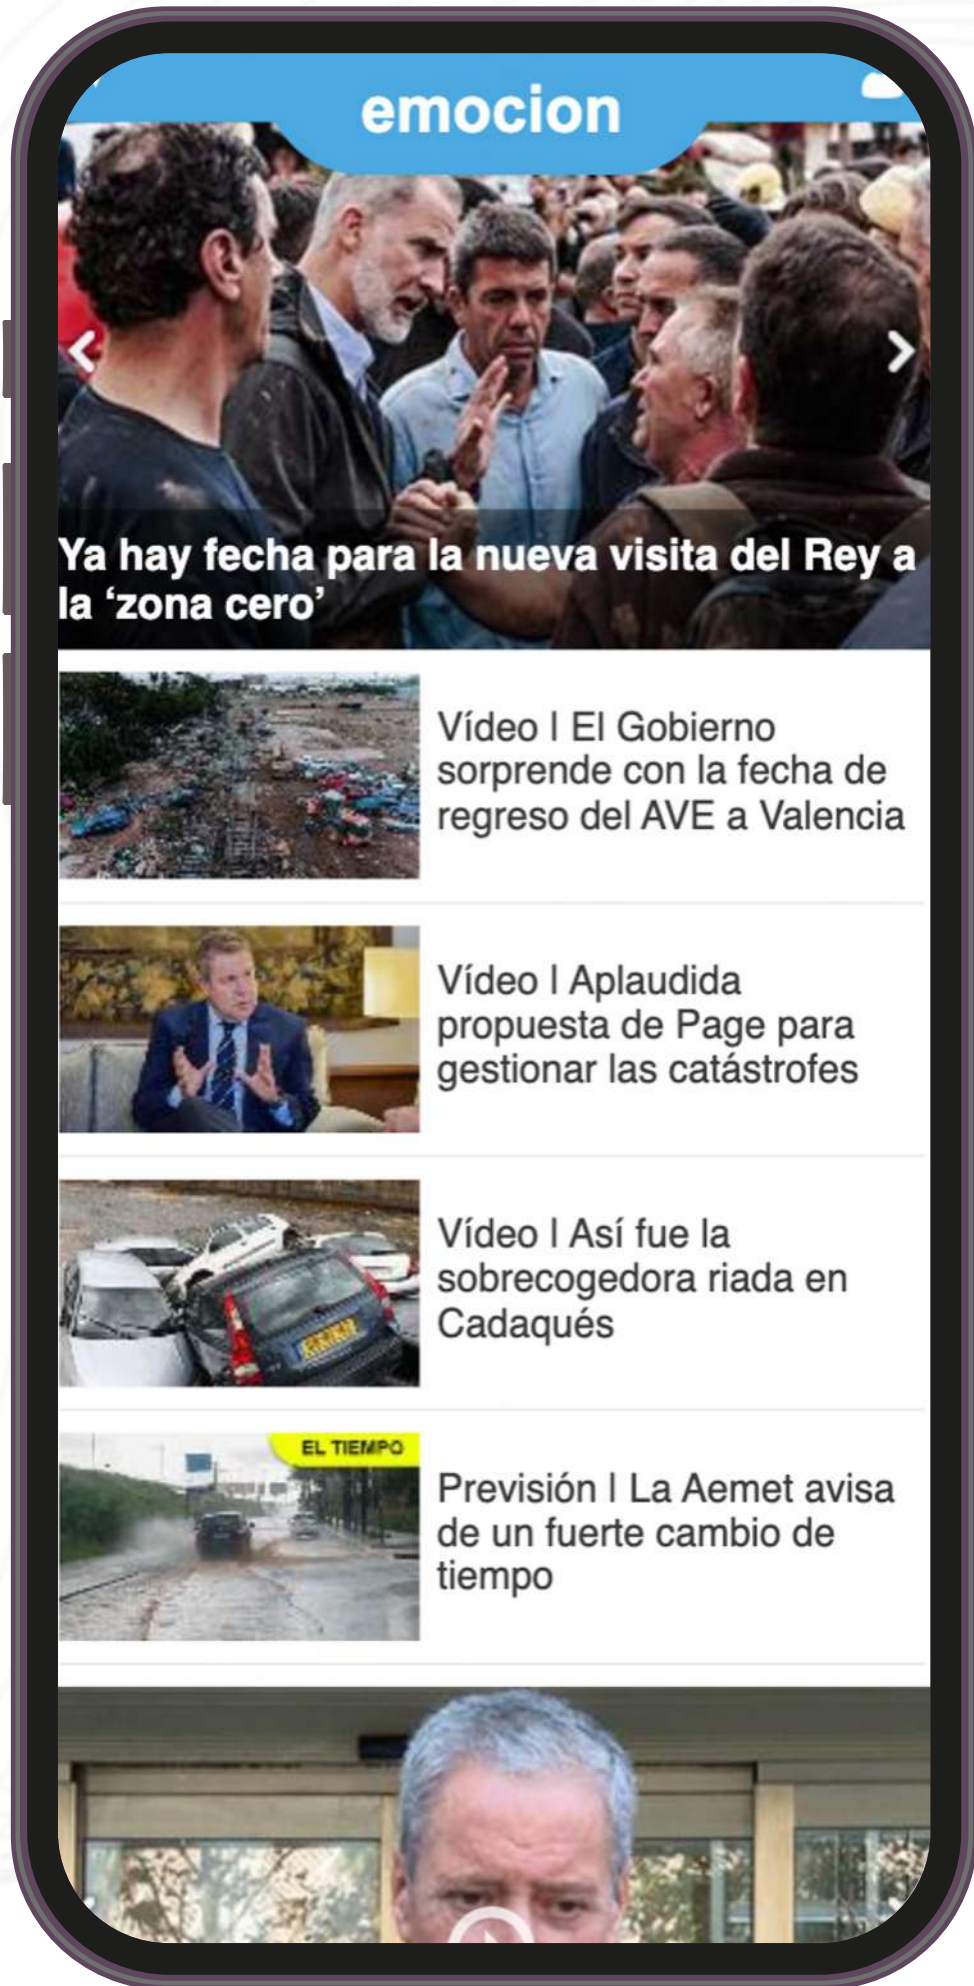 emocion
Ya hay fecha para la nueva visita del Rey a
la ‘zona cero’
Vídeo | El Gobierno
sorprende con la fecha de
regreso del AVE a Valencia
Vídeo | Aplaudida
propuesta de Page para
gestionar las catástrofes
Vídeo | Así fue la
sobrecogedora riada en
Cadaqués
EL TIEMPO
Previsión | La Aemet avisa
de un fuerte cambio de
tiempo